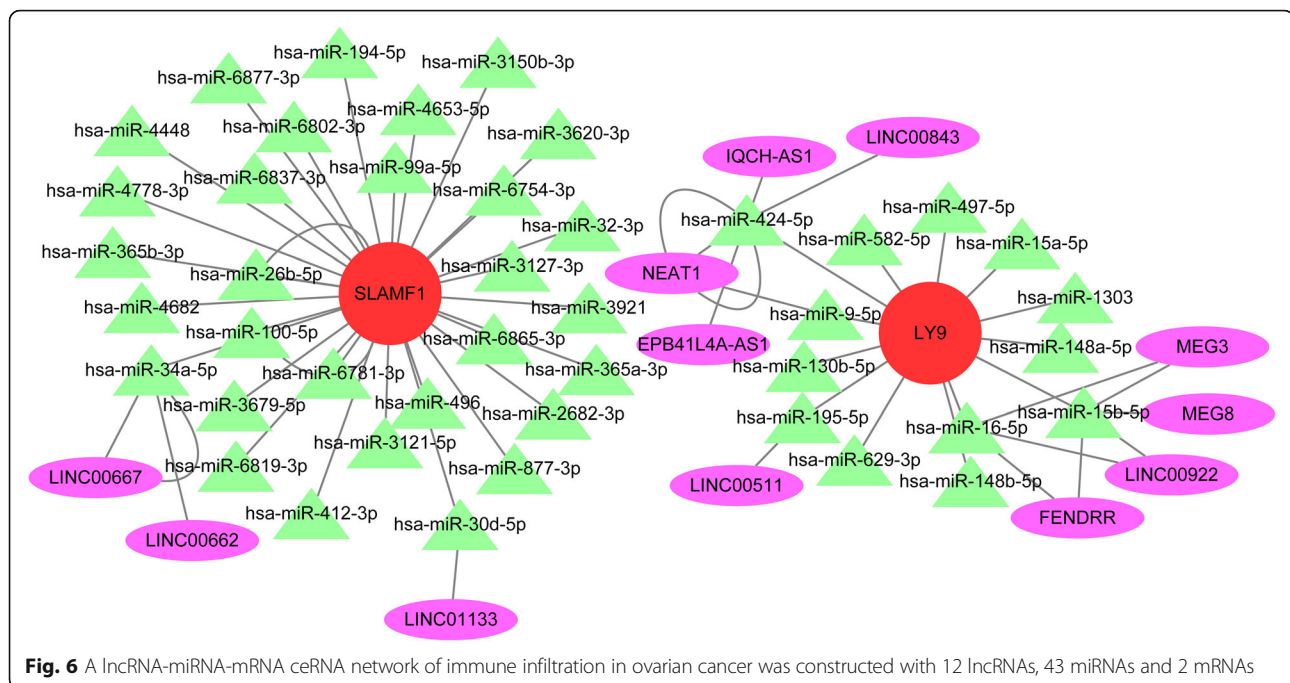 hsa-miR-194-5p
hsa-miR-3150b-3p
hsa-miR-6877-3p
hsa-miR-4653-5p
hsa-miR-4448
hsa-miR-6802-3p
hsa-miR-3620-3p
hsa-miR-99a-5p
hsa-miR-6837-3p
hsa-miR-4778-3p
hsa-miR-6754-3p
hsa-miR-32-3p
hsa-miR-365b-3p
hsa-miR-26b-5p
hsa-miR-3127-3p
SLAMF1
hsa-miR-4682
hsa-miR-3921
hsa-miR-100-5p
hsa-miR-6865-3p
hsa-miR-34a-5p
hsa-miR-6781-3p
hsa-miR-365a-3p
hsa-miR-3679-5p
hsa-miR-496
hsa-miR-2682-3p
hsa-miR-3121-5p
hsa-miR-6819-3p
hsa-miR-877-3p
LINC00667
hsa-miR-412-3p
hsa-miR-30d-5p
LINC00662
LINC01133
LINC00843
IQCH-AS1
hsa-miR-497-5p
hsa-miR-424-5p
hsa-miR-582-5p
hsa-miR-15a-5p
NEAT1
hsa-miR-1303
hsa-miR-9-5p
LY9
EPB41L4A-AS1
hsa-miR-148a-5p
MEG3
hsa-miR-130b-5p
hsa-miR-195-5p
hsa-miR-15b-5p
MEG8
hsa-miR-16-5p
hsa-miR-629-3p
LINC00922
LINC00511
hsa-miR-148b-5p
FENDRR
Fig. 6 A lncRNA-miRNA-mRNA ceRNA network of immune infiltration in ovarian cancer was constructed with 12 lncRNAs, 43 miRNAs and 2 mRNAs